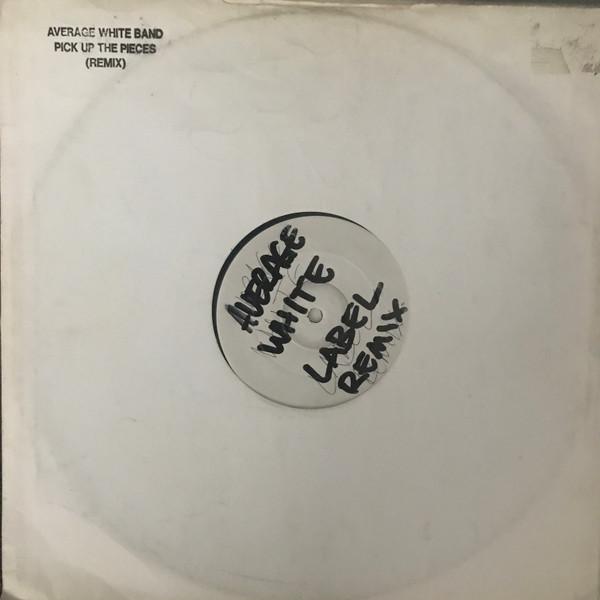 AVERAGE WHITE BAND
PICK UP THE PIECES
(REMIX)
AVERAGE
WHITE
LABEL
REMIX